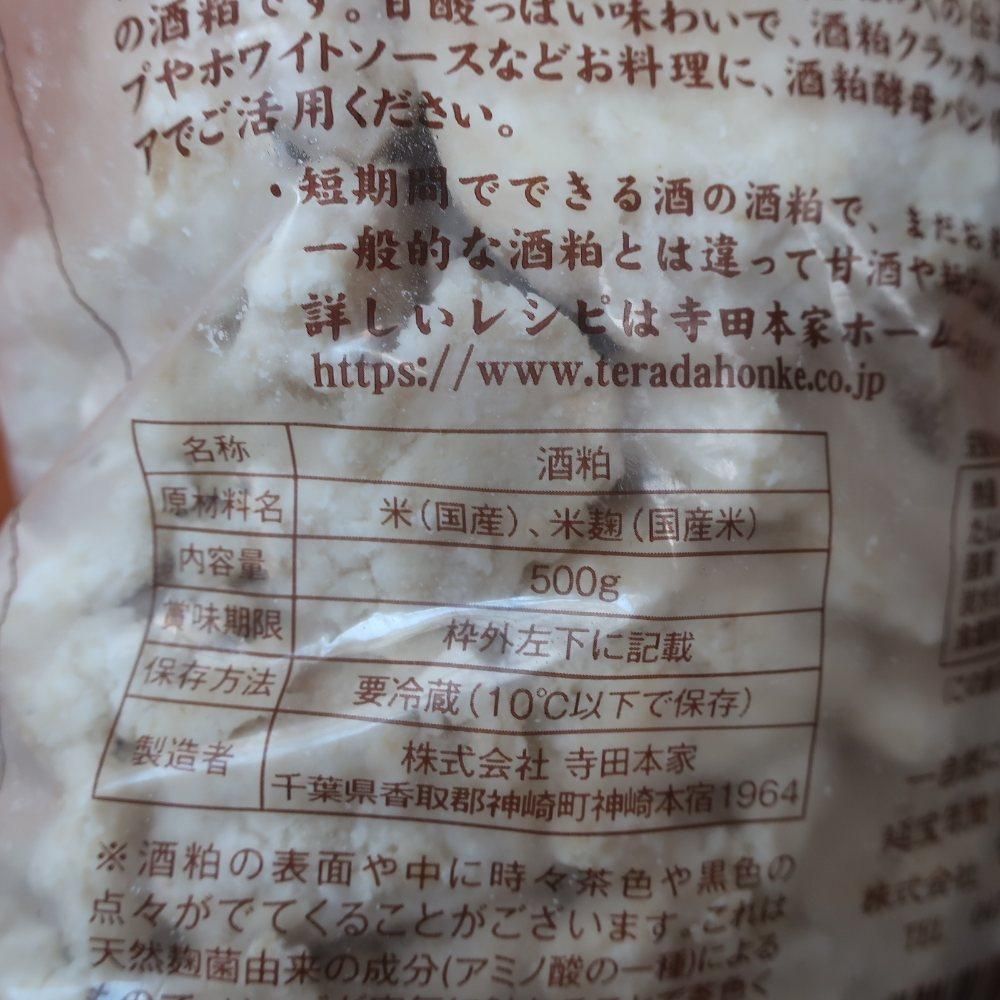 の酒粕です。甘酸っぱい味わいで、酒粕クラッカー
プやホワイトソースなどお料理に、酒粕酵母パン
アでご活用ください。
・短期間でできる酒の酒粕で、またお
一般的な酒粕とは違って甘酒や
詳しいレシピは寺田本家ホーム
https://www.teradahonke.co.jp
名称 酒粕
原材料名 米(国産)、米麹(国産米)
内容量 500g
賞味期限 枠外左下に記載
保存方法 要冷蔵(10℃以下で保存)
製造者 株式会社 寺田本家
千葉県香取郡神崎町神崎本宿1964
※酒粕の表面や中に時々茶色や黒色の
点々がでてくることがございます。これは
天然麹菌由来の成分(アミノ酸の一種)による
株式会社